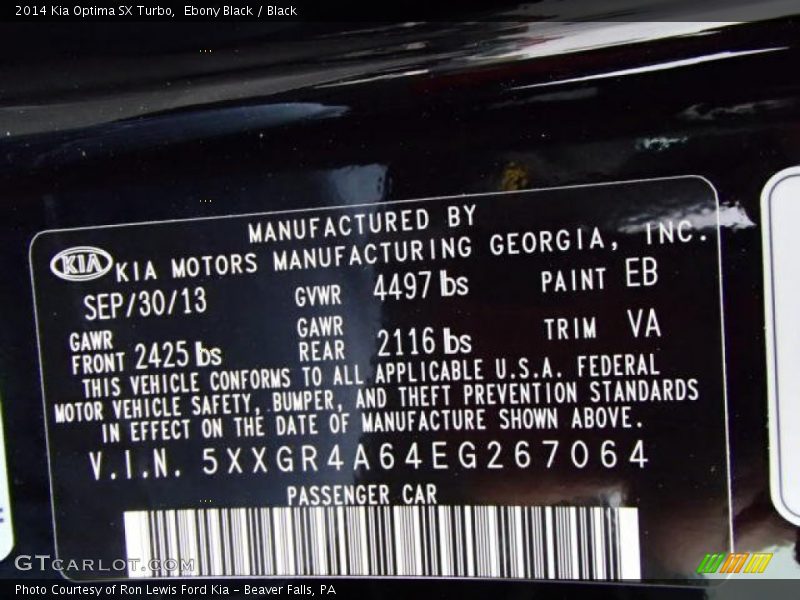 2014 Kia Optima SX Turbo, Ebony Black / Black
MANUFACTURED BY
KIA KIA MOTORS MANUFACTURING GEORGIA, INC.
SEP/30/13 GVWR 4497 lbs PAINT EB
GAWR FRONT 2425 lbs GAWR REAR 2116 lbs TRIM VA
THIS VEHICLE CONFORMS TO ALL APPLICABLE U.S.A. FEDERAL
MOTOR VEHICLE SAFETY, BUMPER, AND THEFT PREVENTION STANDARDS
IN EFFECT ON THE DATE OF MANUFACTURE SHOWN ABOVE.
V.I.N. 5XXGR4A64EG267064
PASSENGER CAR
GTCARLOT.COM
Photo Courtesy of Ron Lewis Ford Kia - Beaver Falls, PA